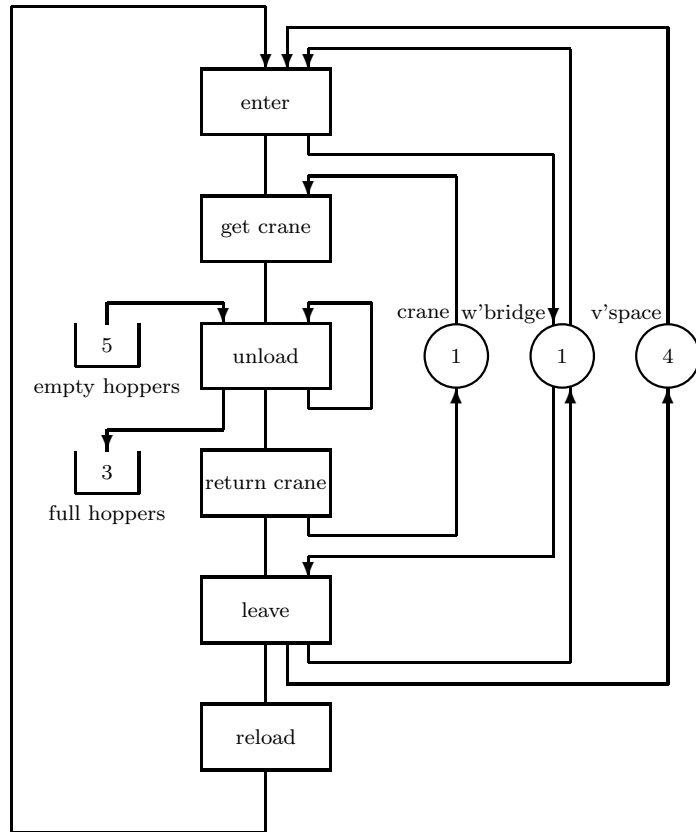 enter
get crane
crane
w'bridge
v'space
5
unload
1
1
4
empty hoppers
3
return crane
full hoppers
leave
reload